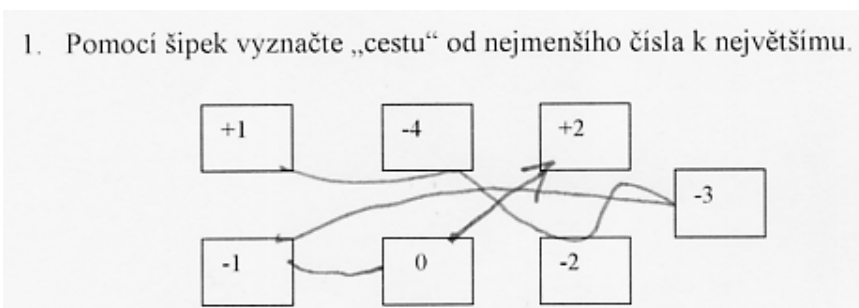 1. Pomocí šipek vyznačte „cestu“ od nejmenšího čísla k největšímu.
+1 -4 +2
-3
-1 0 -2